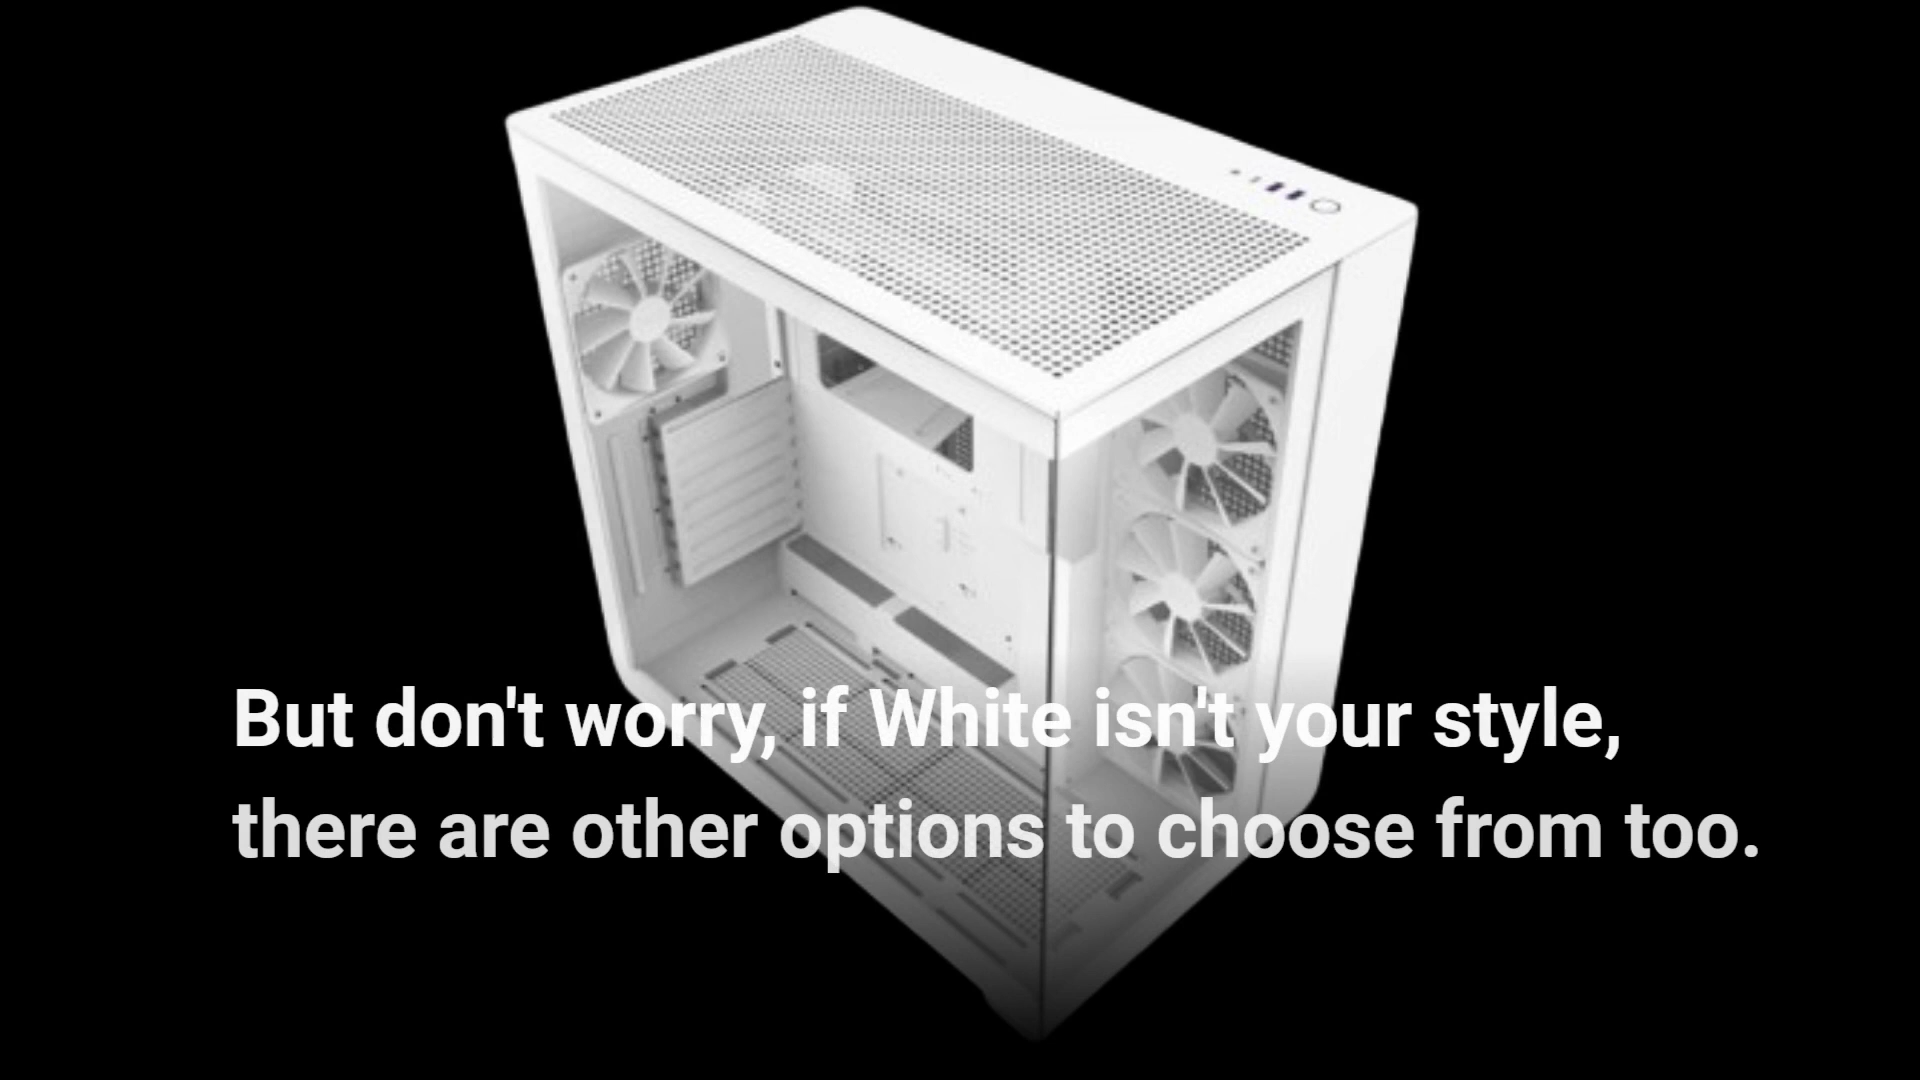 But don't worry, if White isn't your style,
there are other options to choose from too.